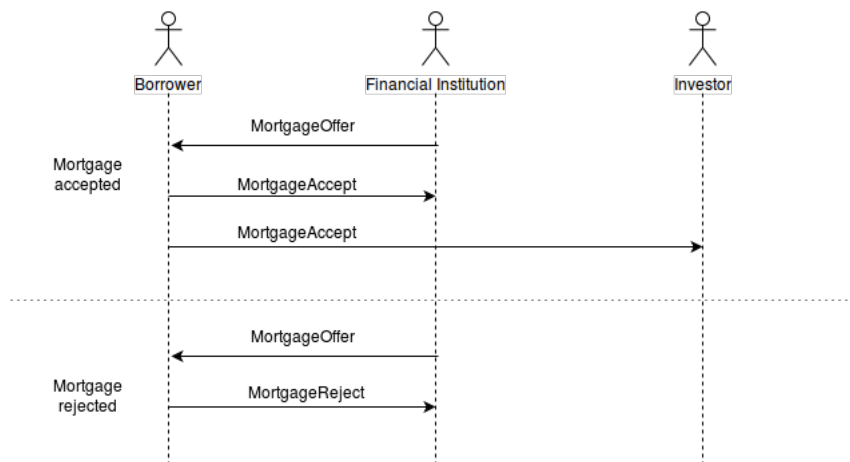 Borrower
Financial Institution
Investor
MortgageOffer
Mortgage
accepted
MortgageAccept
MortgageAccept
MortgageOffer
Mortgage
rejected
MortgageReject